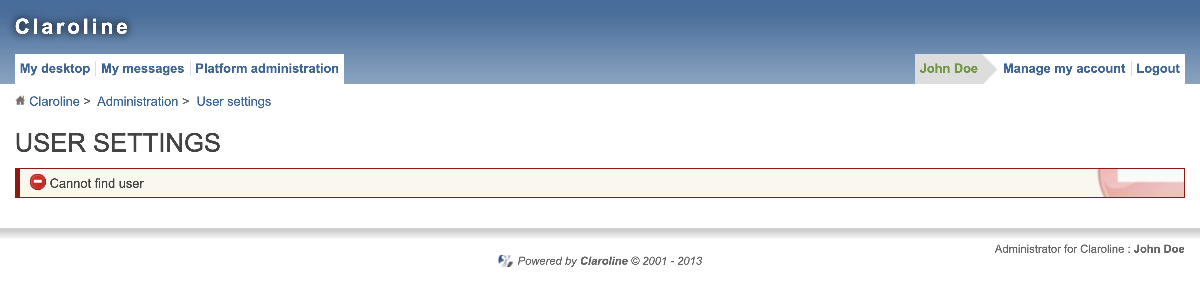 Claroline
My desktop My messages Platform administration John Doe Manage my account Logout
Claroline > Administration > User settings
USER SETTINGS
Cannot find user
Administrator for Claroline : John Doe
Powered by Claroline © 2001 - 2013